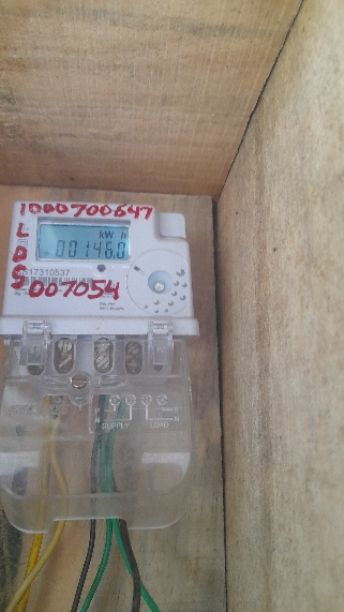 1000700647
L
kW h
00146.0
D
17310537
S
007054
SUPPLY LOAD